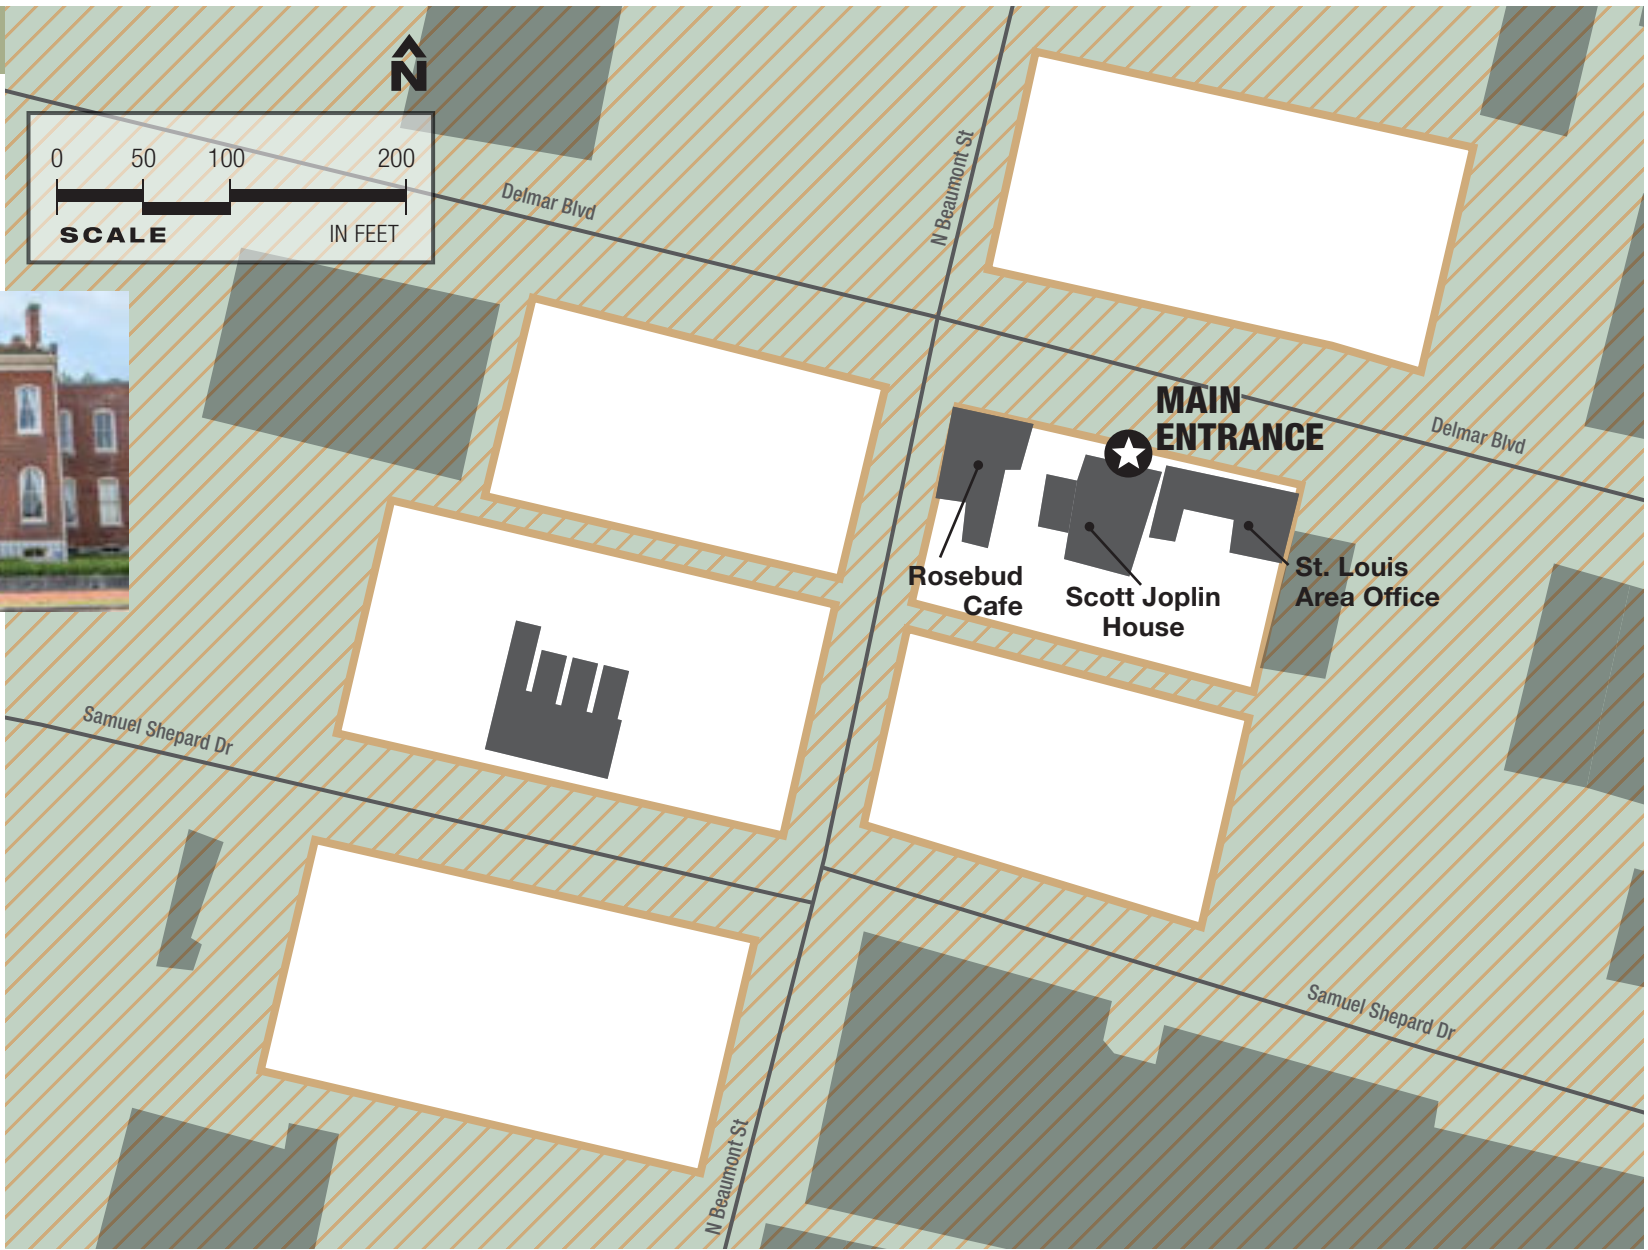 N
0 50 100 200
SCALE IN FEET
Delmar Blvd
N Beaumont St
MAIN
ENTRANCE
Delmar Blvd
Rosebud
Cafe
Scott Joplin
House
St. Louis
Area Office
Samuel Shepard Dr
Samuel Shepard Dr
N Beaumont St